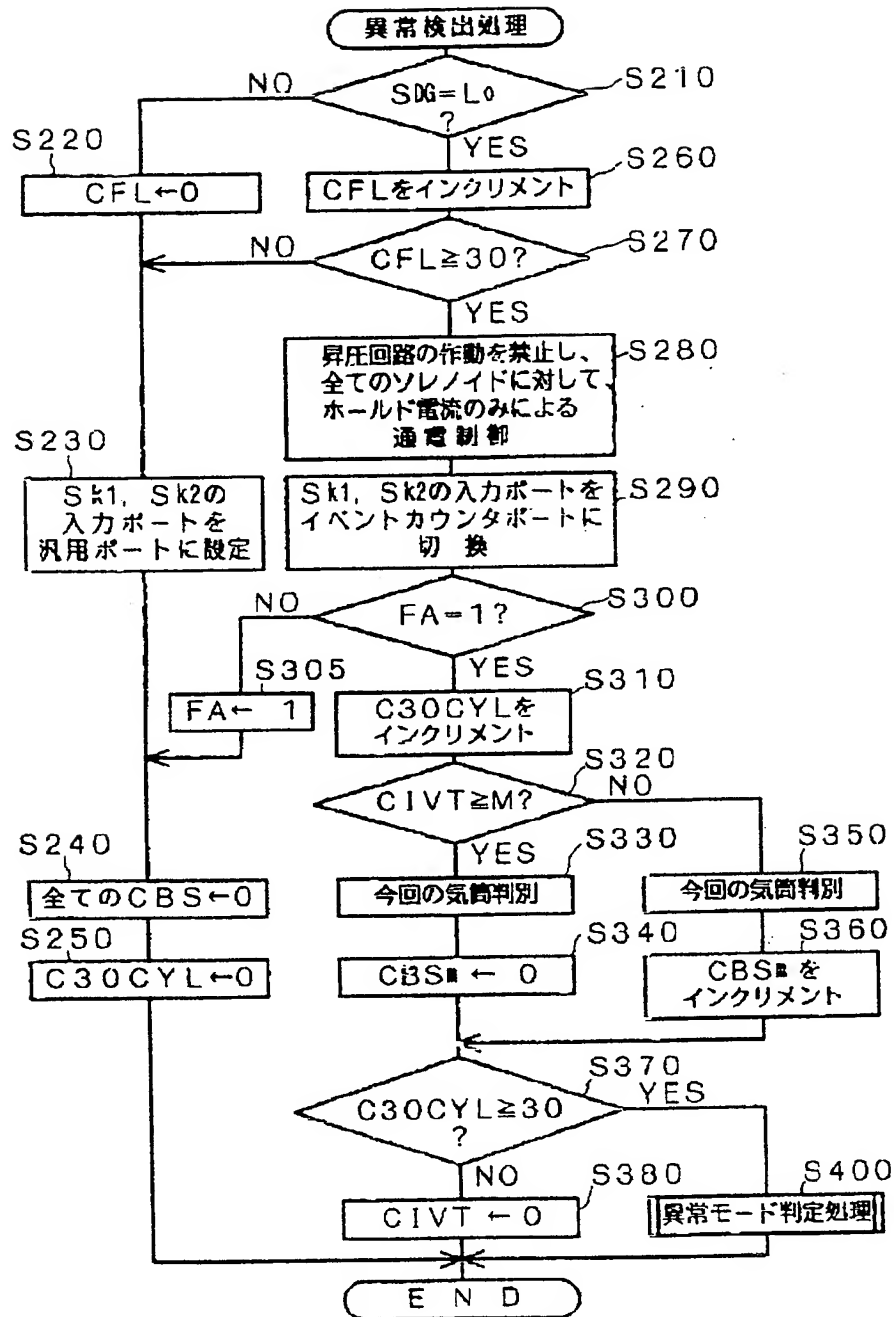 異常検出処理
NO
SDG=Lo
?
S210
YES
S220
CFL←0
S260
CFLをインクリメント
NO
CFL≧30?
S270
YES
昇圧回路の作動を禁止し、
全てのソレノイドに対して
ホールド電流のみによる
通電制御
S280
S230
Sk1, Sk2の
入力ポートを
汎用ポートに設定
Sk1, Sk2の入力ポートを
イベントカウンタポートに
切 換
S290
NO
FA=1?
S300
YES
S305
FA← 1
S310
C30CYLを
インクリメント
S320
CIVT≧M?
NO
YES
S240
全てのCBS←0
S330
今回の気筒判別
S350
今回の気筒判別
S250
C30CYL←0
S340
CBSm ← 0
S360
CBSm を
インクリメント
S370
C30CYL≧30
?
YES
NO
S380
CIVT ← 0
S400
異常モード判定処理
E N D